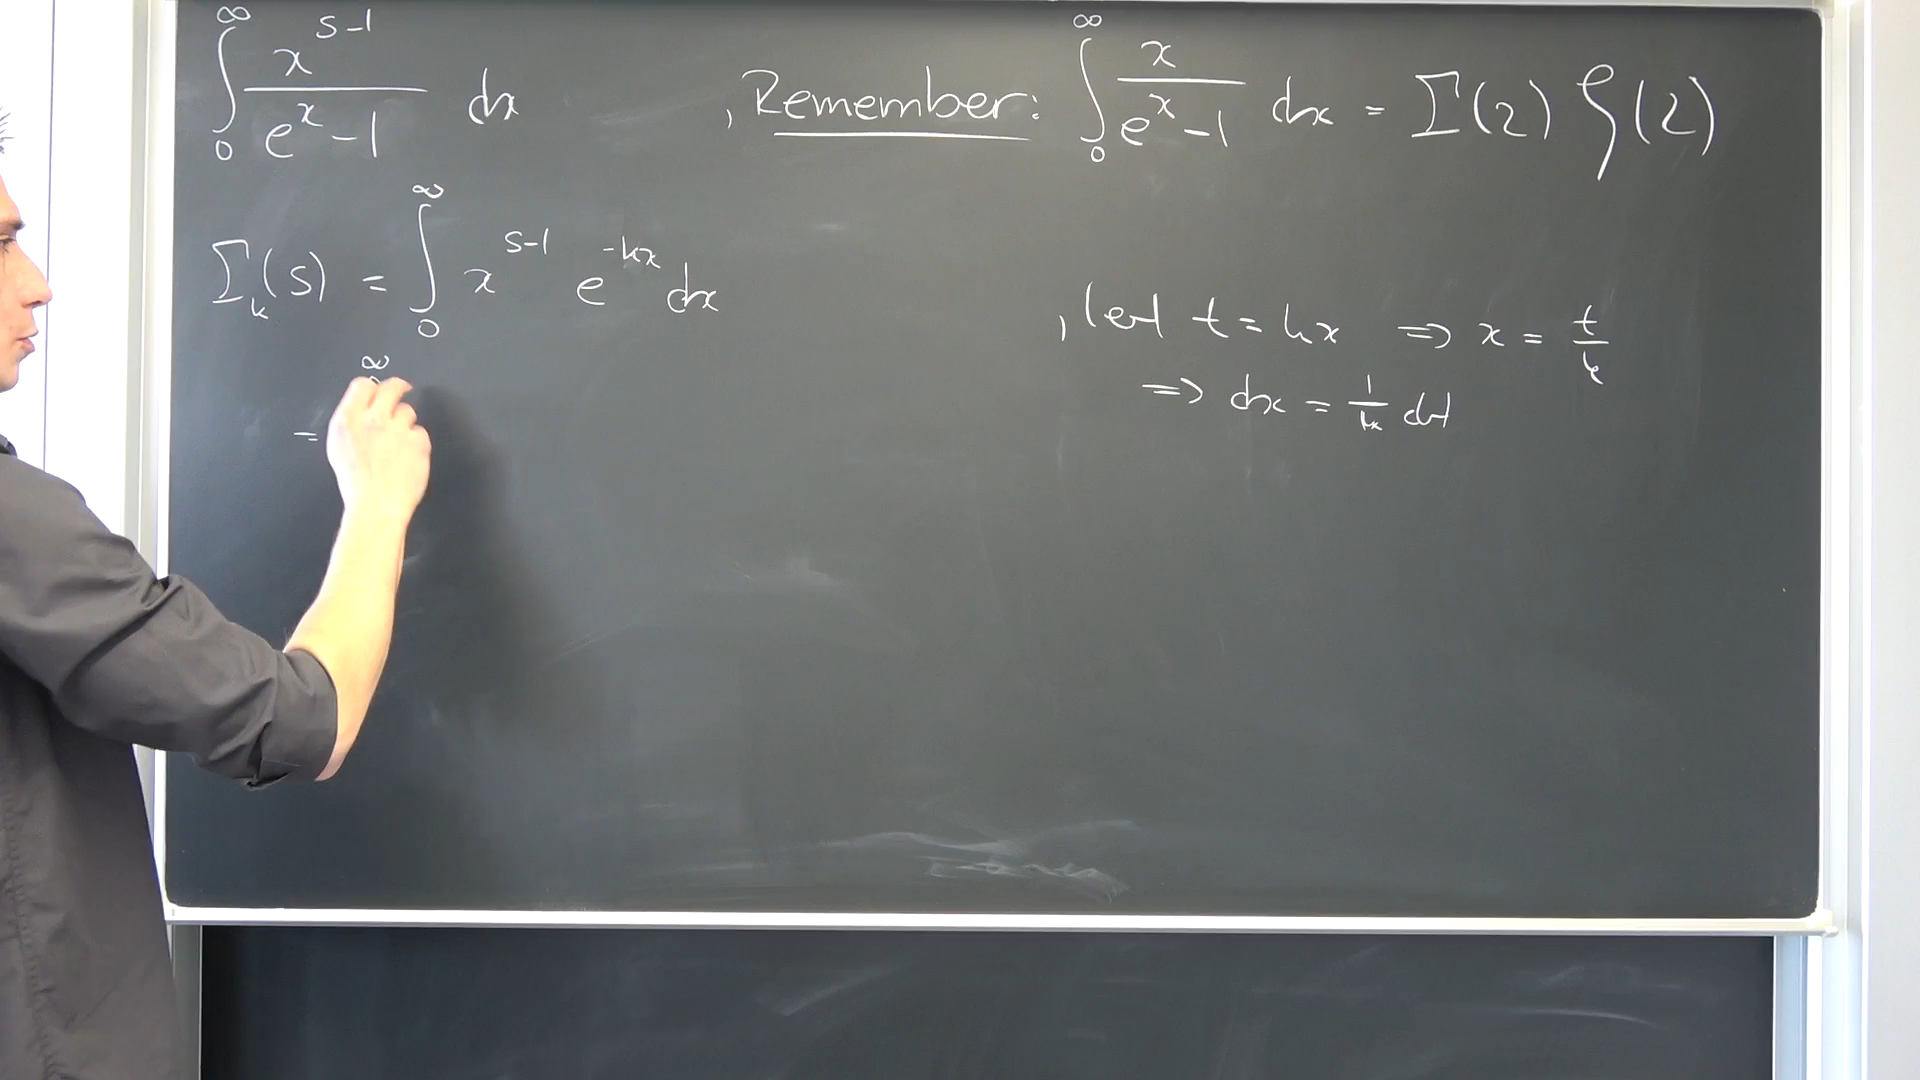 ∫₀^∞ x^(s-1)/(e^x - 1) dx , Remember: ∫₀^∞ x/(e^x - 1) dx = Γ(2) ζ(2)
Γ_k(s) = ∫₀^∞ x^(s-1) e^(-kx) dx
, let t = kx ⇒ x = t/k
⇒ dx = 1/k dt
= ∞